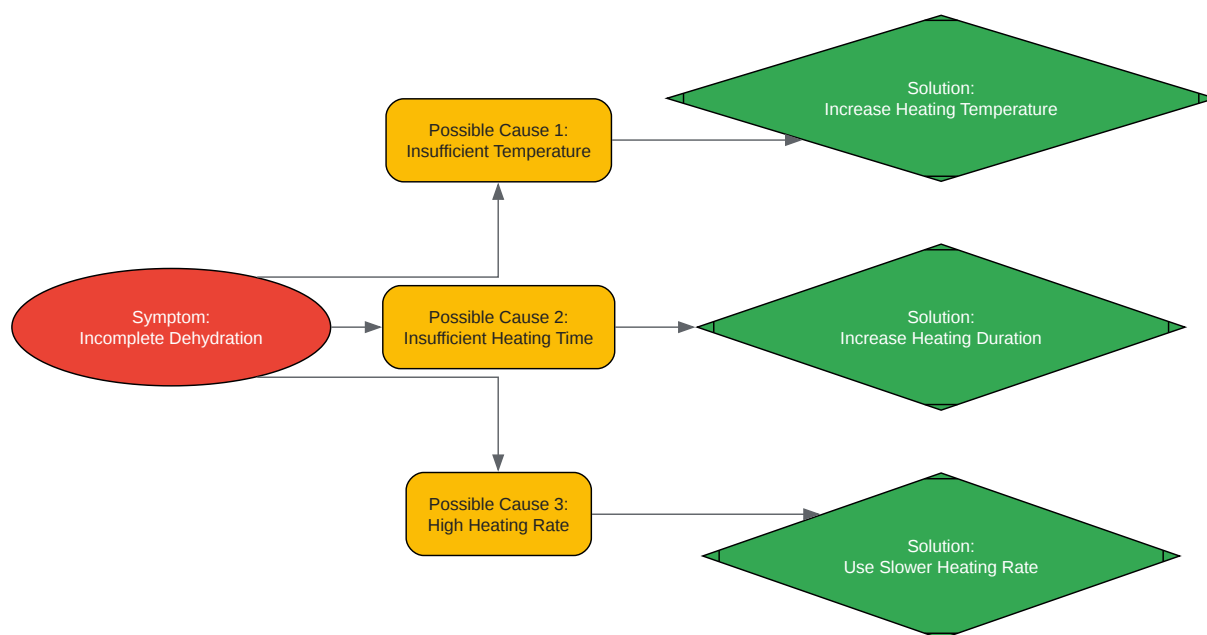 Solution:
Increase Heating Temperature
Possible Cause 1:
Insufficient Temperature
Symptom:
Incomplete Dehydration
Possible Cause 2:
Insufficient Heating Time
Solution:
Increase Heating Duration
Possible Cause 3:
High Heating Rate
Solution:
Use Slower Heating Rate